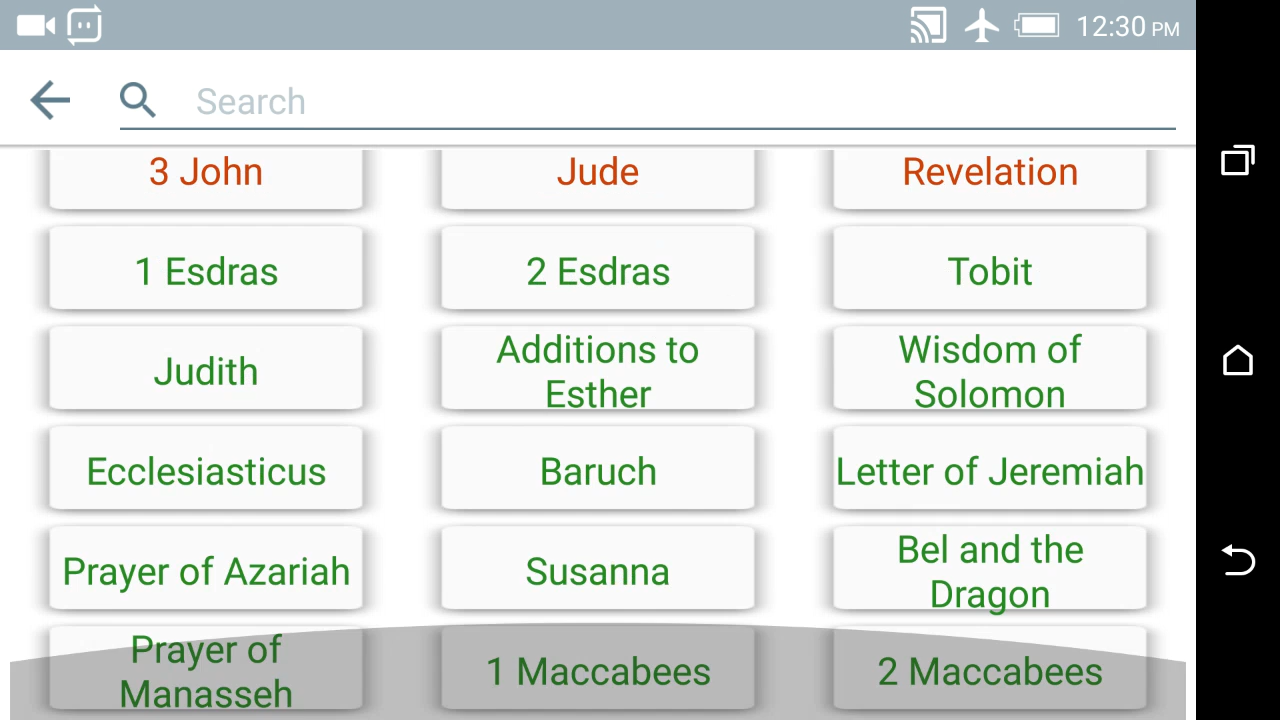 12:30 PM
Search
3 John
Jude
Revelation
1 Esdras
2 Esdras
Tobit
Judith
Additions to
Esther
Wisdom of
Solomon
Ecclesiasticus
Baruch
Letter of Jeremiah
Prayer of Azariah
Susanna
Bel and the
Dragon
Prayer of
Manasseh
1 Maccabees
2 Maccabees